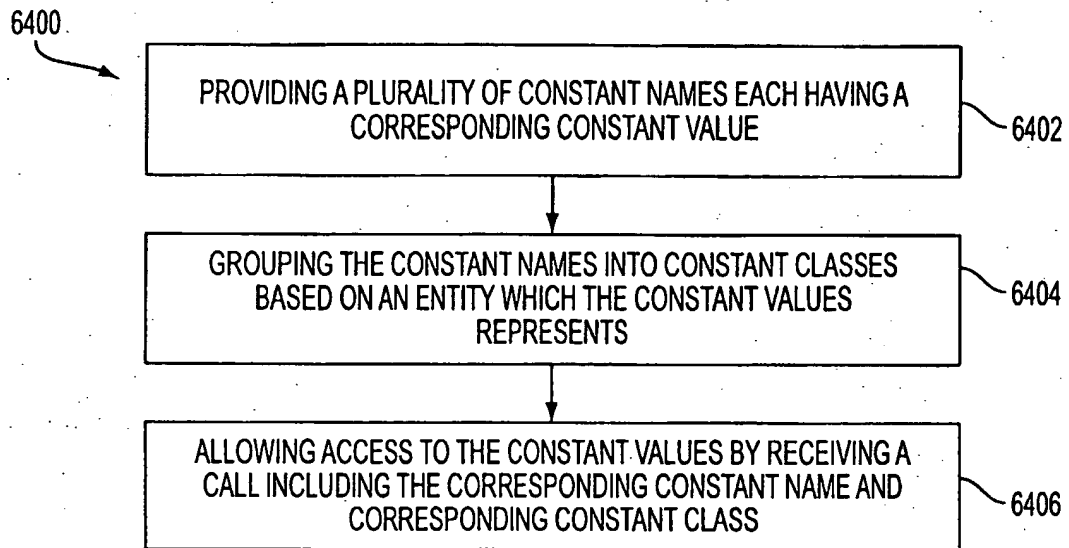 6400
PROVIDING A PLURALITY OF CONSTANT NAMES EACH HAVING A
CORRESPONDING CONSTANT VALUE
6402
GROUPING THE CONSTANT NAMES INTO CONSTANT CLASSES
BASED ON AN ENTITY WHICH THE CONSTANT VALUES
REPRESENTS
6404
ALLOWING ACCESS TO THE CONSTANT VALUES BY RECEIVING A
CALL INCLUDING THE CORRESPONDING CONSTANT NAME AND
CORRESPONDING CONSTANT CLASS
6406